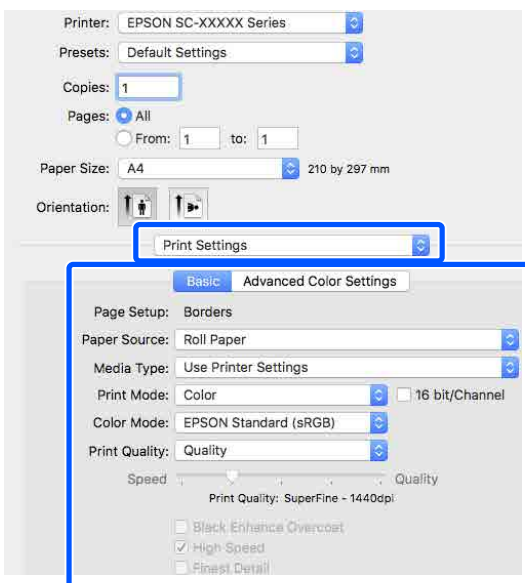 Printer: EPSON SC-XXXXX Series
Presets: Default Settings
Copies: 1
Pages: All
From: 1 to: 1
Paper Size: A4 210 by 297 mm
Orientation:
Print Settings
Basic Advanced Color Settings
Page Setup: Borders
Paper Source: Roll Paper
Media Type: Use Printer Settings
Print Mode: Color 16 bit/Channel
Color Mode: EPSON Standard (sRGB)
Print Quality: Quality
Speed Quality
Print Quality: SuperFine - 1440dpi
Black Enhance Overcoat
High Speed
Finest Detail